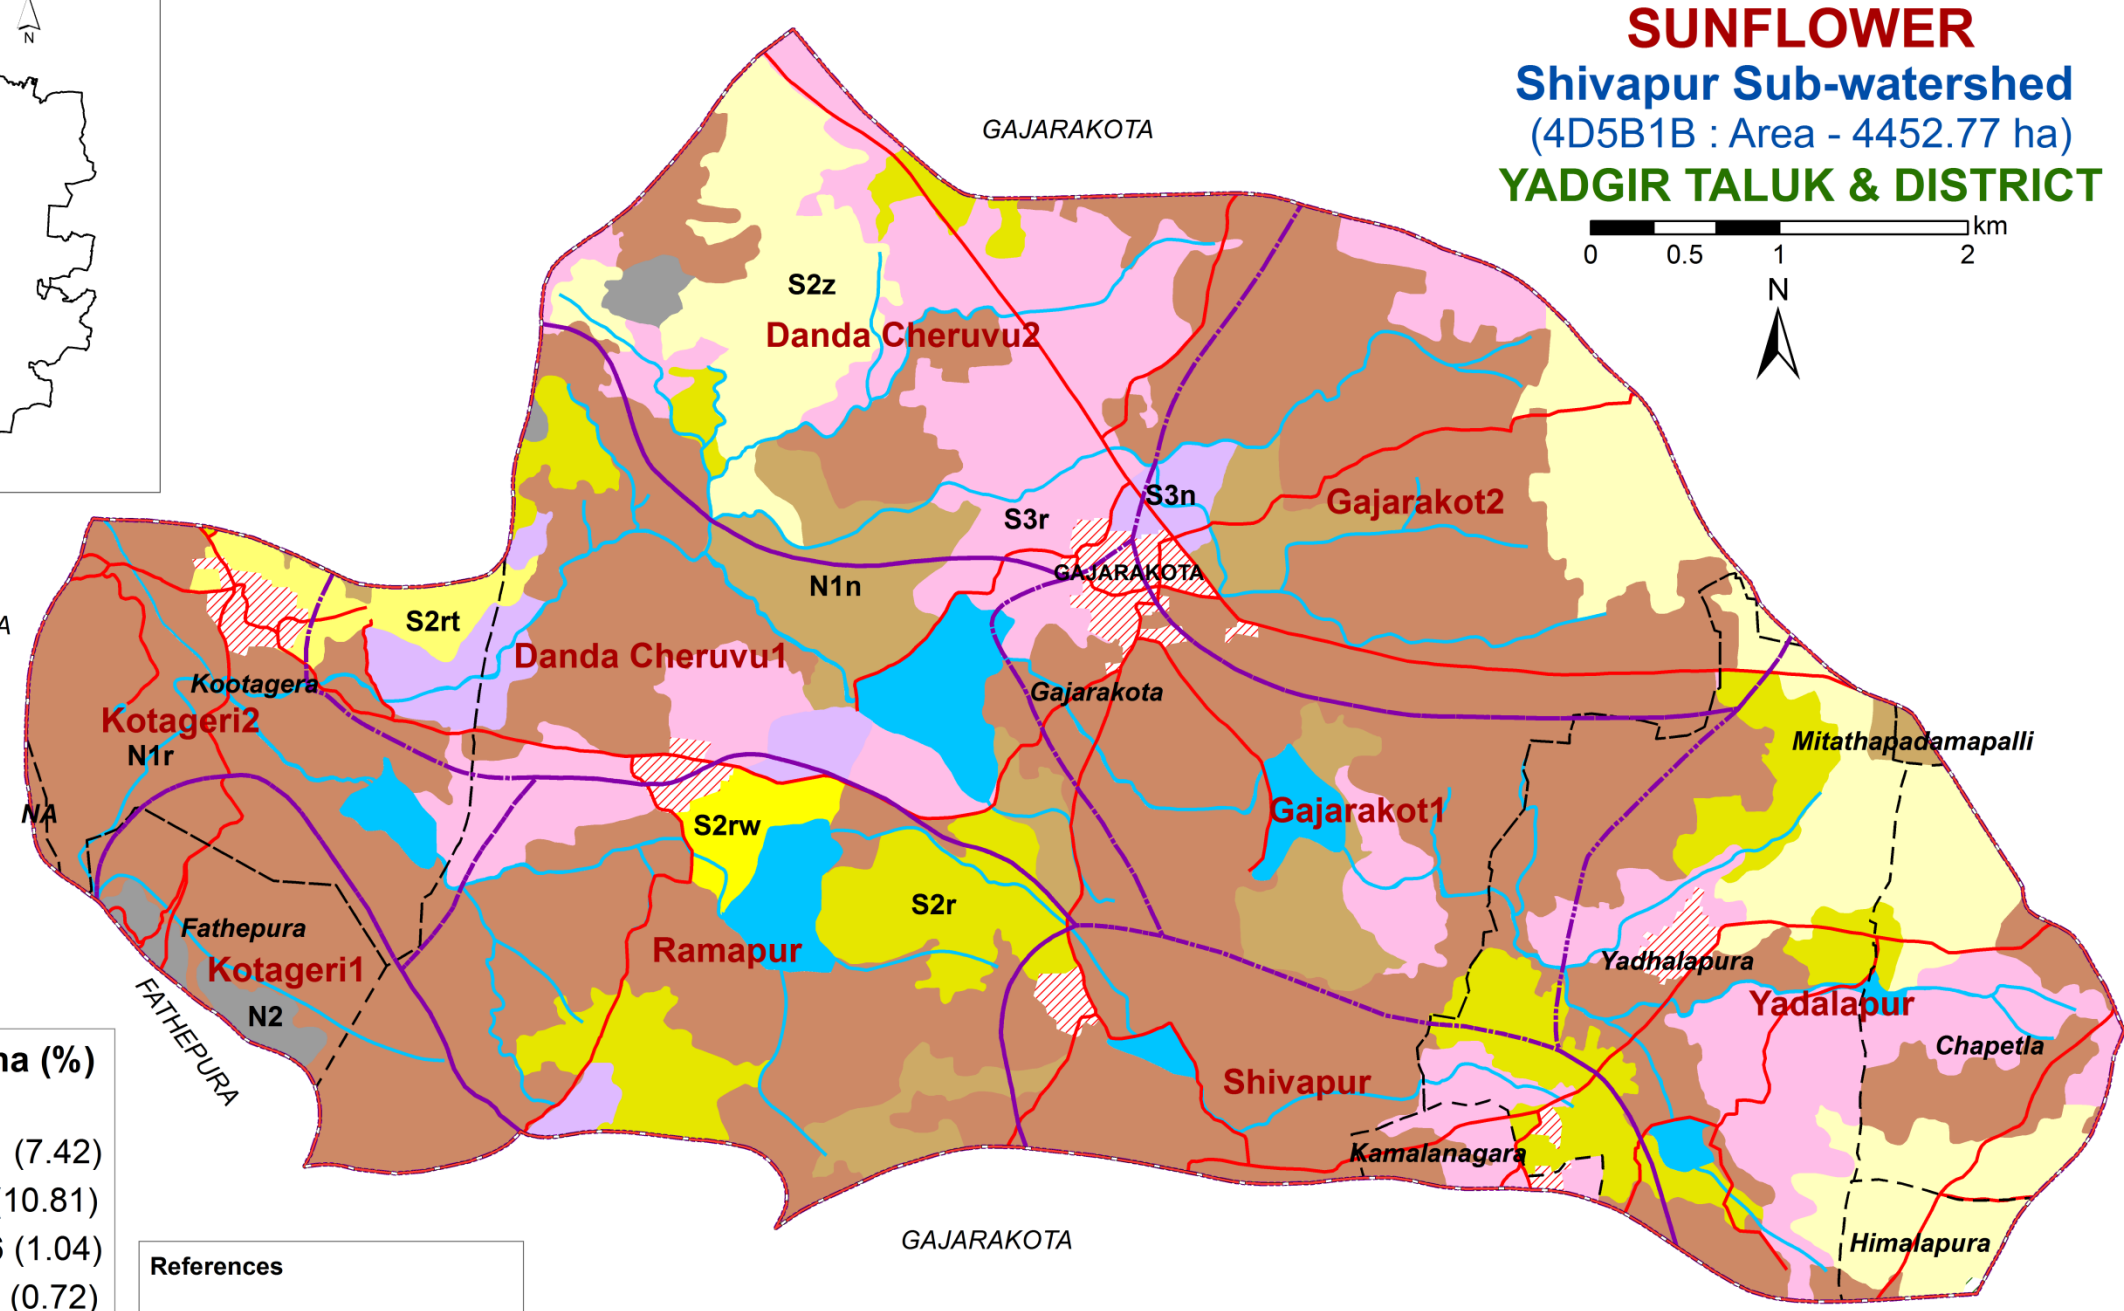 N
SUNFLOWER
Shivapur Sub-watershed
(4D5B1B : Area - 4452.77 ha)
YADGIR TALUK & DISTRICT
km
0 0.5 1 2
N
GAJARAKOTA
S2z
Danda Cheruvu2
S3n
Gajarakot2
S3r
GAJARAKOTA
N1n
S2rt
A
Danda Cheruvu1
Kootagera
Gajarakota
Kotageri2
N1r
Mitathapadamapalli
NA
S2rw
Gajarakot1
S2r
Fathepura
Ramapur
Kotageri1
Yadhalapura
Yadalapur
N2
FATHEPURA
Chapetla
Shivapur
Kamalanagara
Himalapura
GAJARAKOTA
ha (%)
(7.42)
(10.81)
6 (1.04)
(0.72)
References